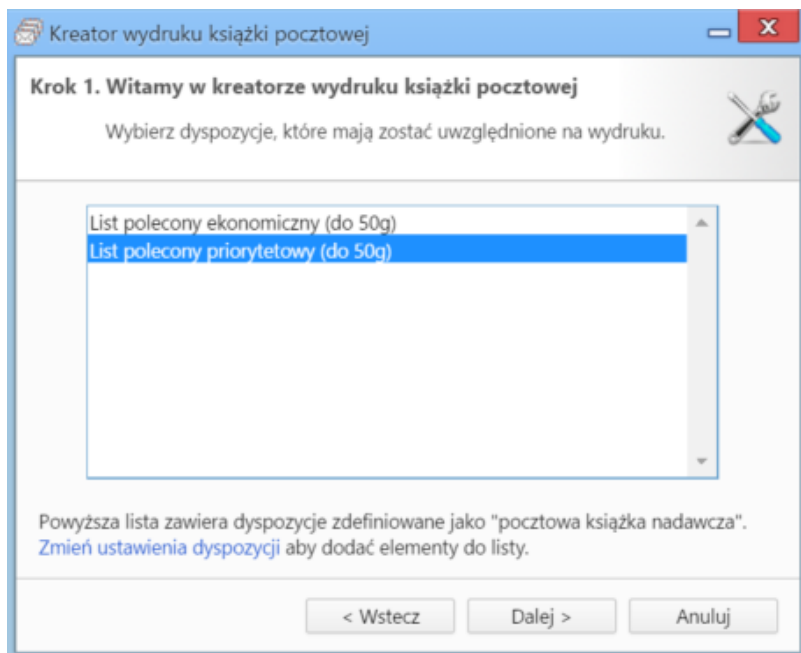 Kreator wydruku książki pocztowej
Krok 1. Witamy w kreatorze wydruku książki pocztowej
Wybierz dyspozycje, które mają zostać uwzględnione na wydruku.
List polecony ekonomiczny (do 50g)
List polecony priorytetowy (do 50g)
Powyższa lista zawiera dyspozycje zdefiniowane jako "pocztowa książka nadawcza".
Zmień ustawienia dyspozycji aby dodać elementy do listy.
< Wstecz Dalej > Anuluj